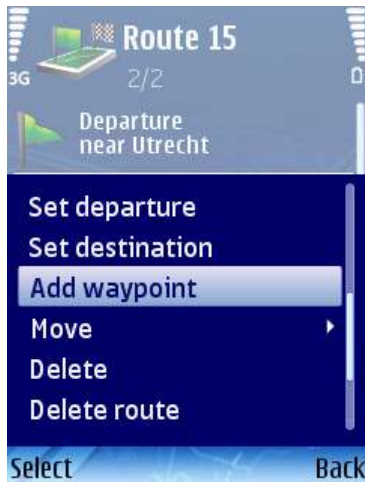 Route 15
3G
2/2
Departure
near Utrecht
Set departure
Set destination
Add waypoint
Move
Delete
Delete route
Select Back